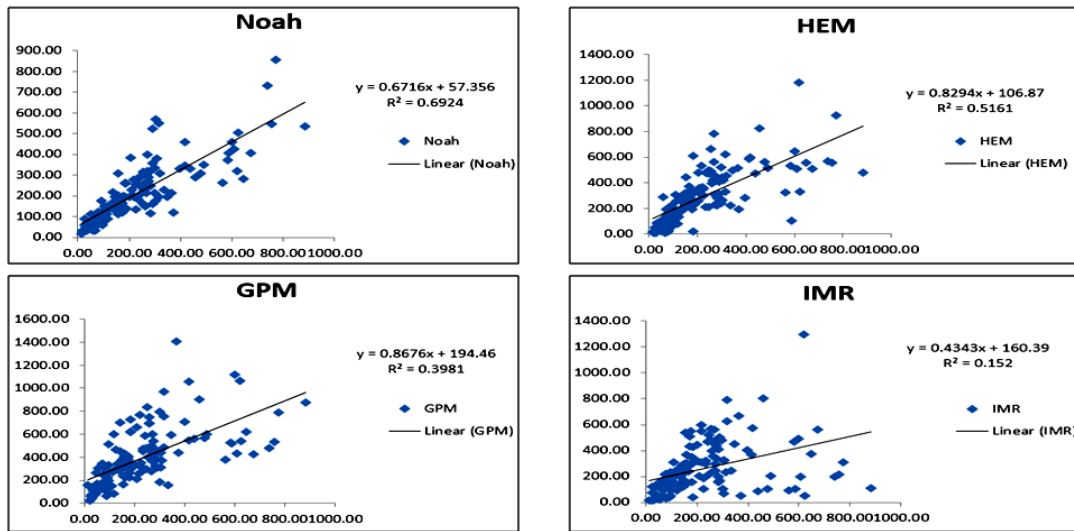 Noah
900.00
800.00
700.00
600.00
500.00
400.00
300.00
200.00
100.00
0.00
0.00 200.00 400.00 600.00 800.00 1000.00
y = 0.6716x + 57.356
R² = 0.6924
Noah
Linear (Noah)
HEM
1400.00
1200.00
1000.00
800.00
600.00
400.00
200.00
0.00
0.00 200.00 400.00 600.00 800.00 1000.00
y = 0.8294x + 106.87
R² = 0.5161
HEM
Linear (HEM)
GPM
1600.00
1400.00
1200.00
1000.00
800.00
600.00
400.00
200.00
0.00
0.00 200.00 400.00 600.00 800.00 1000.00
y = 0.8676x + 194.46
R² = 0.3981
GPM
Linear (GPM)
IMR
1400.00
1200.00
1000.00
800.00
600.00
400.00
200.00
0.00
0.00 200.00 400.00 600.00 800.00 1000.00
y = 0.4343x + 160.39
R² = 0.152
IMR
Linear (IMR)